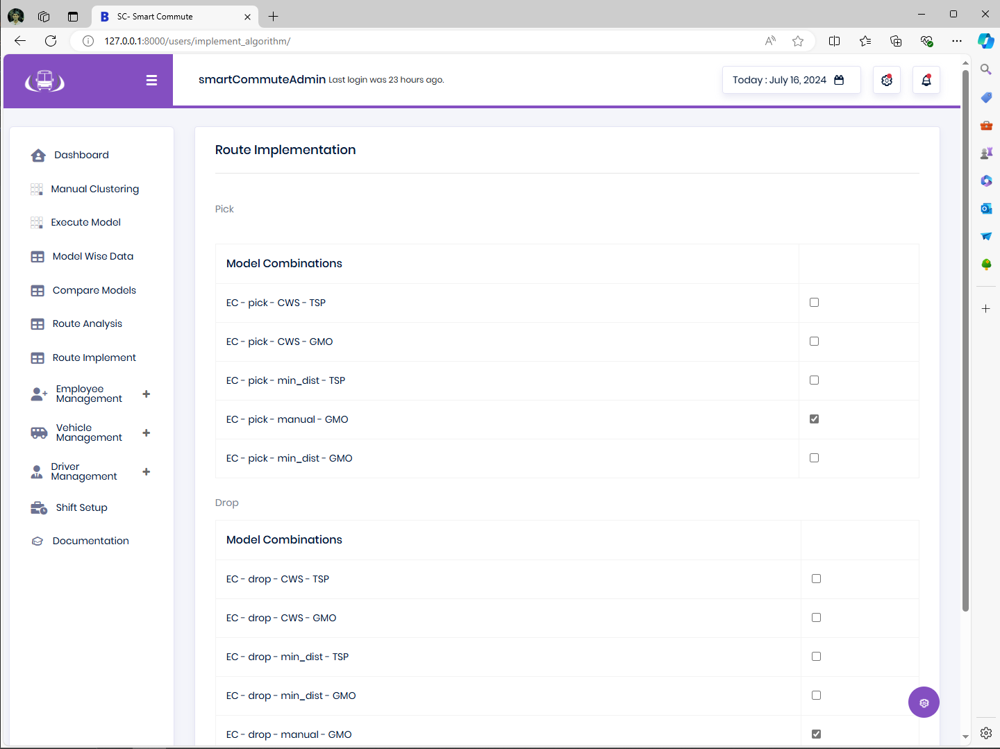 SC- Smart Commute
127.0.0.1:8000/users/implement_algorithm/
smartCommuteAdmin Last login was 23 hours ago.
Today : July 16, 2024
Dashboard
Manual Clustering
Execute Model
Model Wise Data
Compare Models
Route Analysis
Route Implement
Employee
Management
Vehicle
Management
Driver
Management
Shift Setup
Documentation
Route Implementation
Pick
Model Combinations
EC - pick - CWS - TSP
EC - pick - CWS - GMO
EC - pick - min_dist - TSP
EC - pick - manual - GMO
EC - pick - min_dist - GMO
Drop
Model Combinations
EC - drop - CWS - TSP
EC - drop - CWS - GMO
EC - drop - min_dist - TSP
EC - drop - min_dist - GMO
EC - drop - manual - GMO